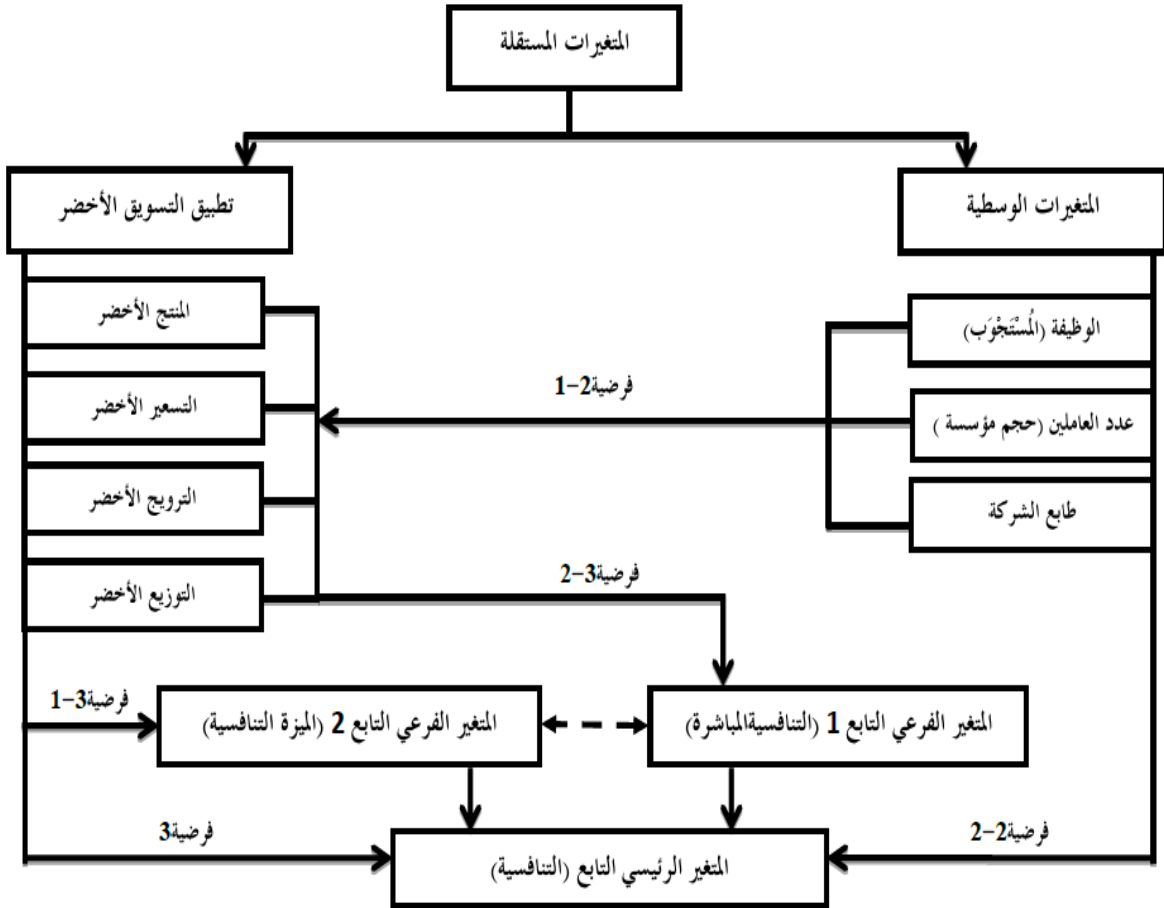 المتغيرات المستقلة
المتغيرات الوسطية
تطبيق التسويق الأخضر
المنتج الأخضر
الوظيفة (المُسْتَجْوَب)
فرضية2-1
التسعير الأخضر
عدد العاملين (حجم مؤسسة )
الترويج الأخضر
طابع الشركة
فرضية3-2
التوزيع الأخضر
فرضية3-1
المتغير الفرعي التابع 1 (التنافسيةالمباشرة)
المتغير الفرعي التابع 2 (الميزة التنافسية)
فرضية2-2
فرضية3
المتغير الرئيسي التابع (التنافسية)